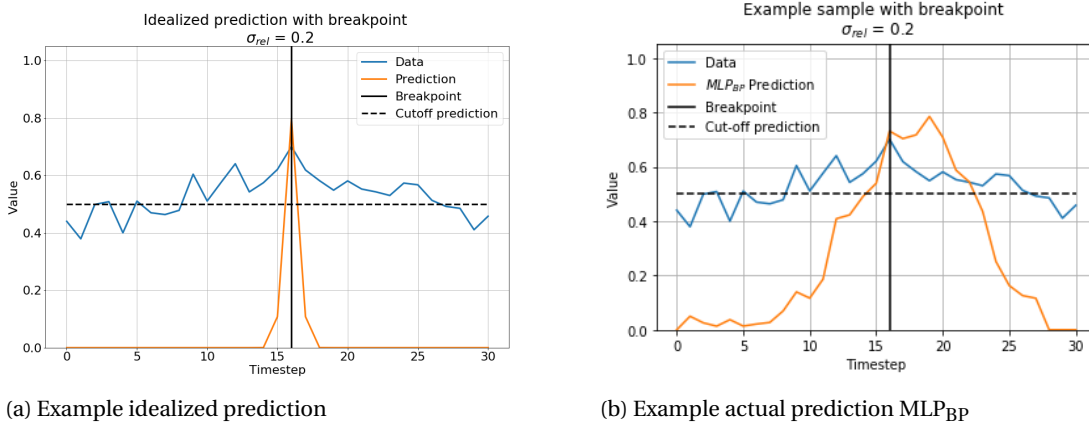 Idealized prediction with breakpoint
σrel = 0.2
1.0
0.8
0.6
0.4
0.2
0.0
Value
0 5 10 15 20 25 30
Timestep
Data
Prediction
Breakpoint
Cutoff prediction
(a) Example idealized prediction
Example sample with breakpoint
σrel = 0.2
1.0
0.8
0.6
0.4
0.2
0.0
Value
0 5 10 15 20 25 30
Timestep
Data
MLPBP Prediction
Breakpoint
Cut-off prediction
(b) Example actual prediction MLPBP